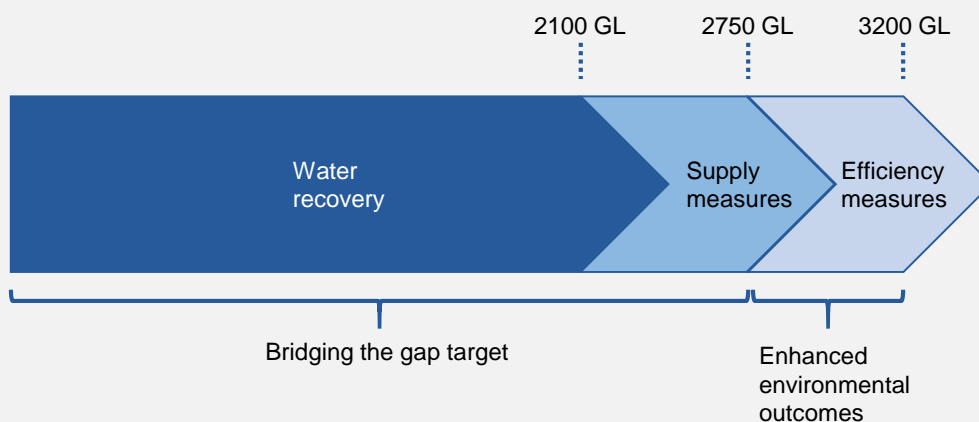 2100 GL
2750 GL
3200 GL
Water
recovery
Supply
measures
Efficiency
measures
Bridging the gap target
Enhanced
environmental
outcomes